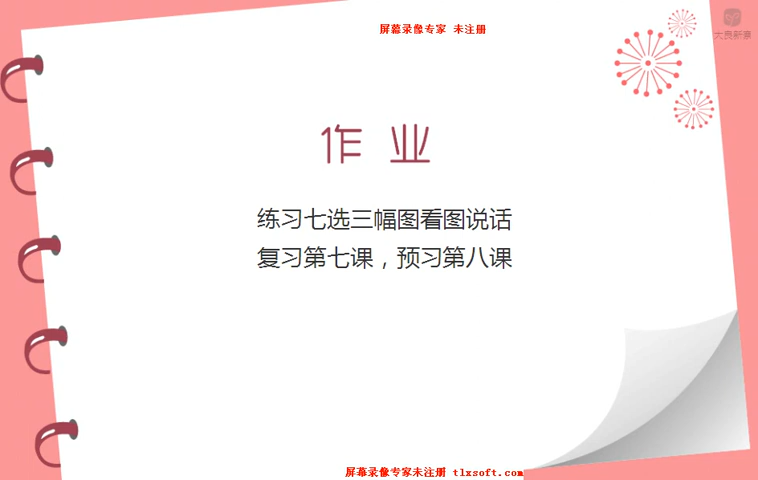 屏幕录像专家 未注册
作 业
练习七选三幅图看图说话
复习第七课，预习第八课
屏幕录像专家未注册 tlxsoft.com